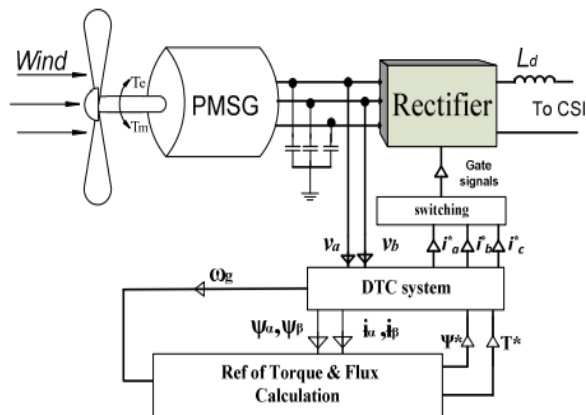 Wind
Te
Tm
PMSG
Rectifier
Ld
To CSI
Gate
signals
switching
va
vb
i*a
i*b
i*c
ωg
DTC system
ψα,ψβ
iα,iβ
Ψ*
T*
Ref of Torque & Flux
Calculation